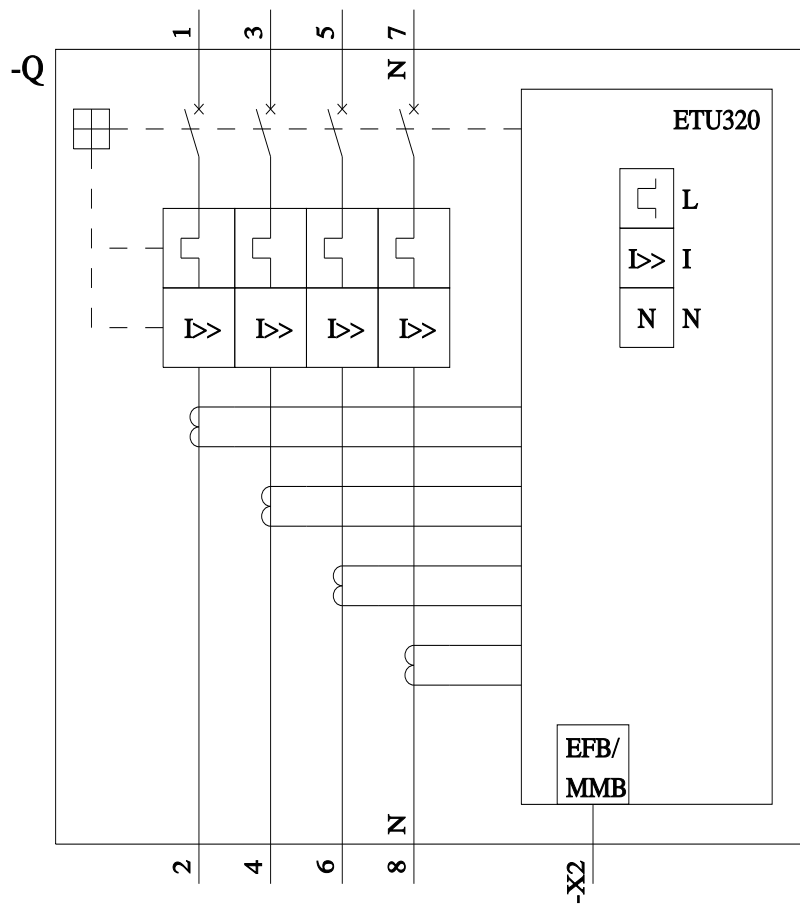 1 3 5 7
-Q
N
ETU320
L
I>> I
N N
I>> I>> I>> I>>
EFB/
MMB
N
2 4 6 8
-X2